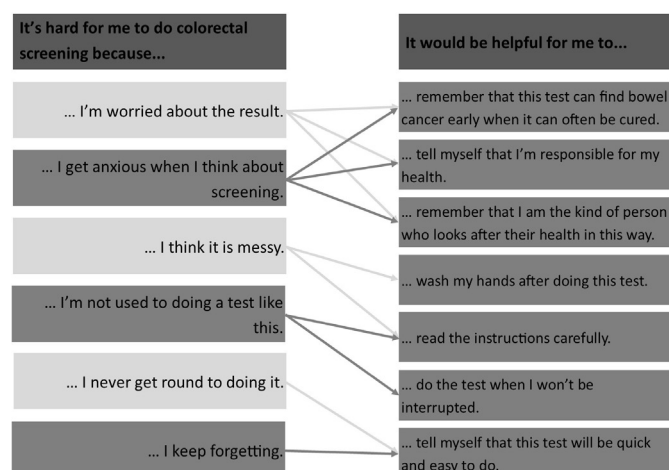 It's hard for me to do colorectal
screening because...
... I'm worried about the result.
... I get anxious when I think about
screening.
... I think it is messy.
... I'm not used to doing a test like
this.
... I never get round to doing it.
... I keep forgetting.
It would be helpful for me to...
... remember that this test can find bowel
cancer early when it can often be cured.
... tell myself that I'm responsible for my
health.
... remember that I am the kind of person
who looks after their health in this way.
... wash my hands after doing this test.
... read the instructions carefully.
... do the test when I won't be
interrupted.
... tell myself that this test will be quick
and easy to do.